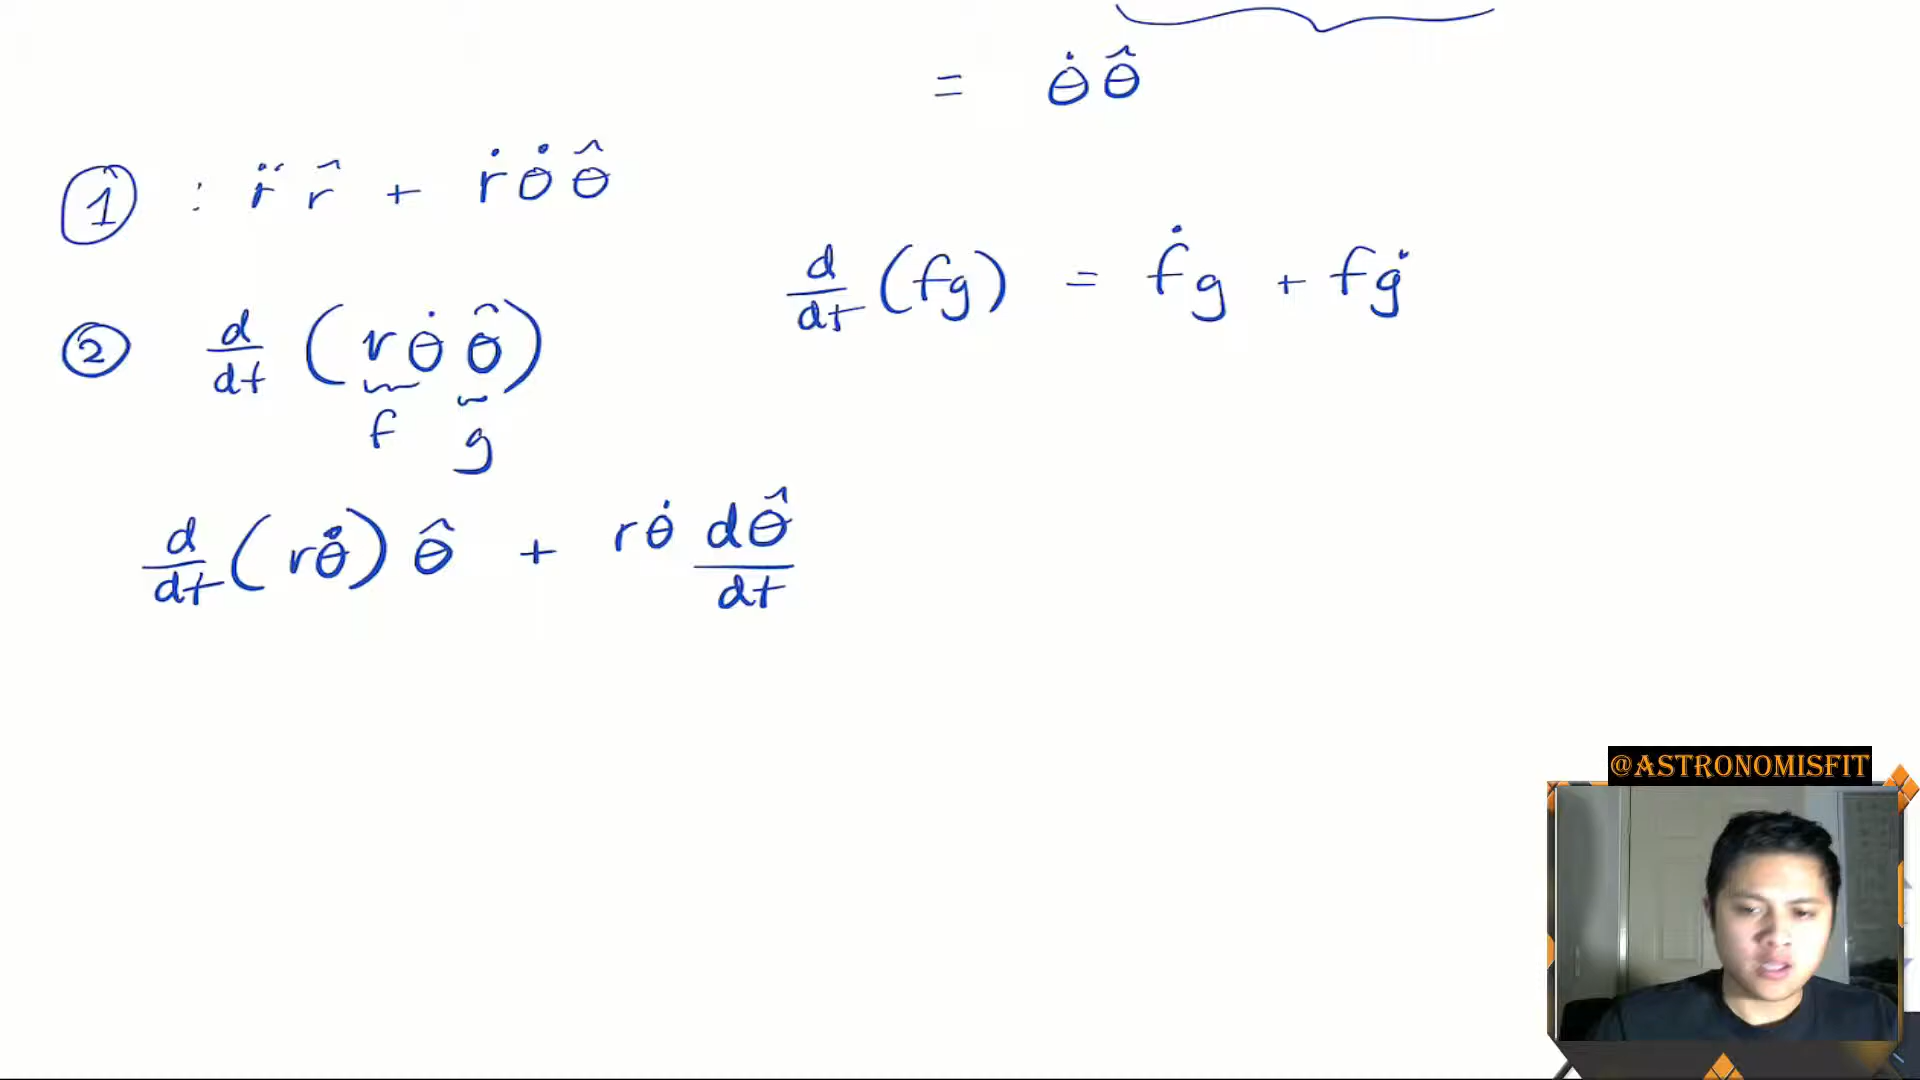 = θ̇ θ̂
① : r̈ r̂ + ṙ θ̇ θ̂
d/dt (fg) = ḟg + fġ
② d/dt (r θ̇ θ̂)
f g
d/dt (r θ̇) θ̂ + r θ̇ dθ̂/dt
@ASTRONOMISFIT